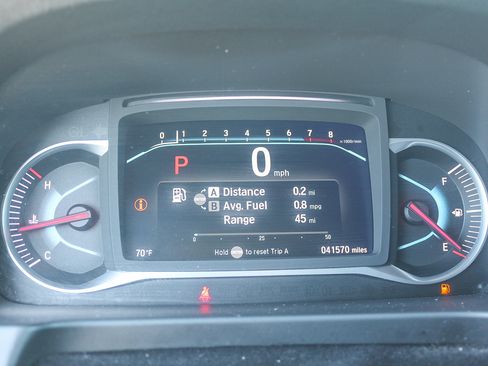 0 1 2 3 4 5 6 7 8
x 1000r/min
H
P 0 mph
F
A Distance 0.2 mi
B Avg. Fuel 0.8 mpg
Range 45 mi
C
0 25 50
E
70°F Hold to reset Trip A 041570 miles